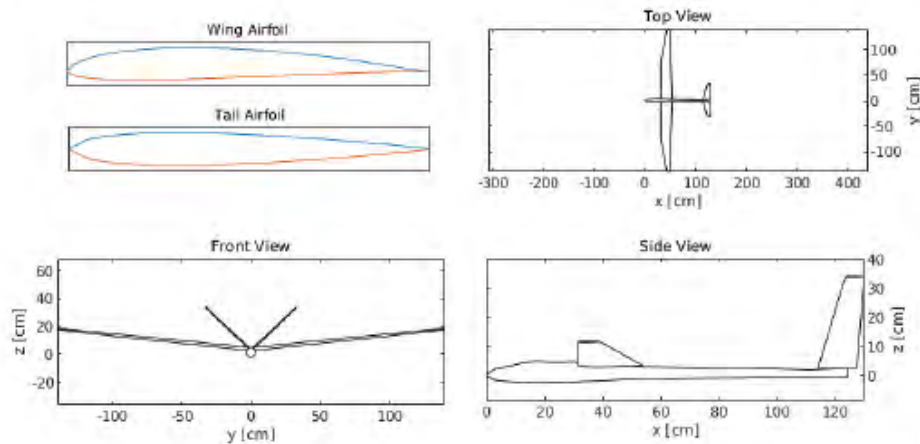 Wing Airfoil
Tail Airfoil
Top View
100
50
0
-50
-100
y [cm]
-300 -200 -100 0 100 200 300 400
x [cm]
Front View
60
40
20
0
-20
z [cm]
-100 -50 0 50 100
y [cm]
Side View
40
30
20
10
0
z [cm]
0 20 40 60 80 100 120
x [cm]